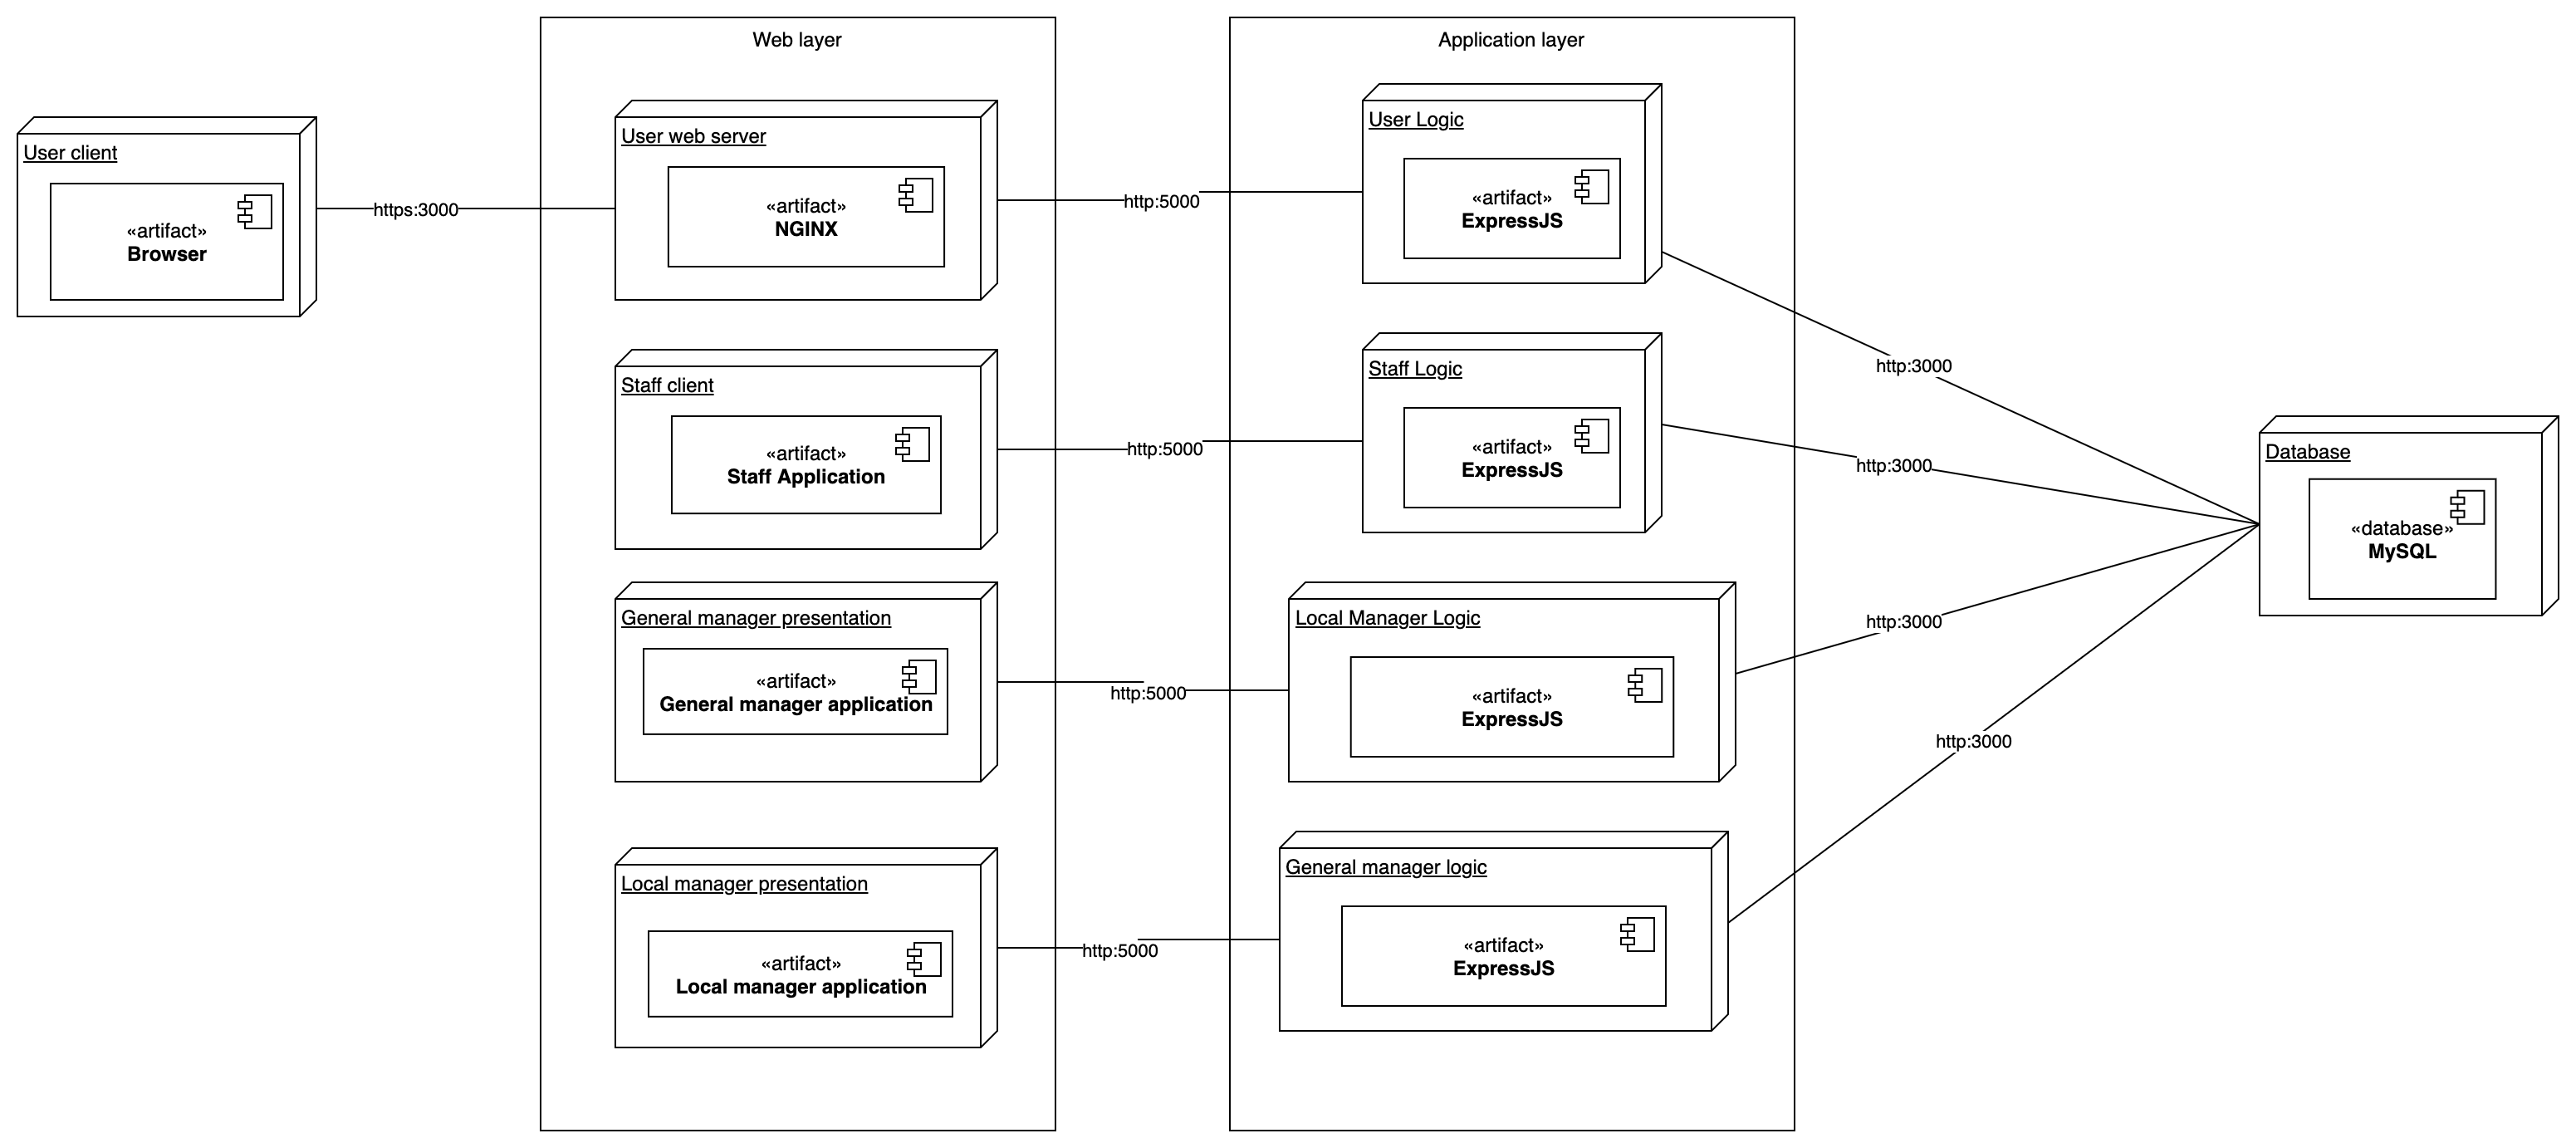 Web layer
Application layer
User client
«artifact»
Browser
https:3000
User web server
«artifact»
NGINX
http:5000
User Logic
«artifact»
ExpressJS
http:3000
Staff client
«artifact»
Staff Application
http:5000
Staff Logic
«artifact»
ExpressJS
http:3000
General manager presentation
«artifact»
General manager application
http:5000
Local Manager Logic
«artifact»
ExpressJS
http:3000
Local manager presentation
«artifact»
Local manager application
http:5000
General manager logic
«artifact»
ExpressJS
http:3000
Database
«database»
MySQL